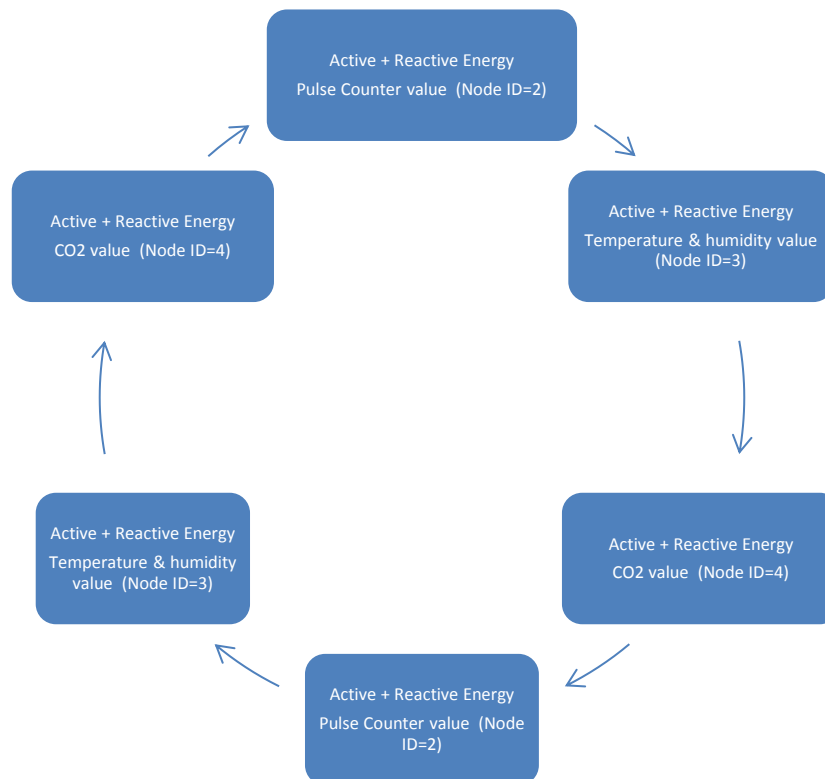 Active + Reactive Energy
Pulse Counter value (Node ID=2)
Active + Reactive Energy
Temperature & humidity value
(Node ID=3)
Active + Reactive Energy
CO2 value (Node ID=4)
Active + Reactive Energy
Pulse Counter value (Node
ID=2)
Active + Reactive Energy
Temperature & humidity
value (Node ID=3)
Active + Reactive Energy
CO2 value (Node ID=4)